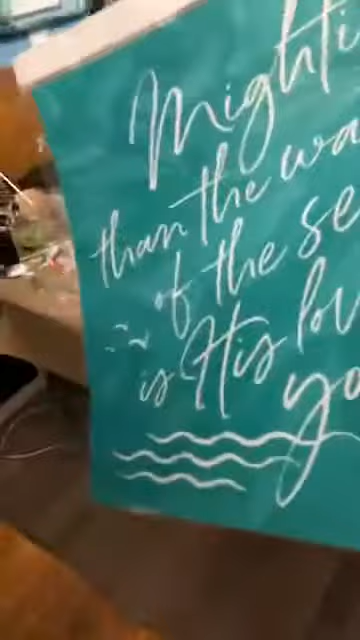 Mighti
than the wa
of the se
is His lov
yo